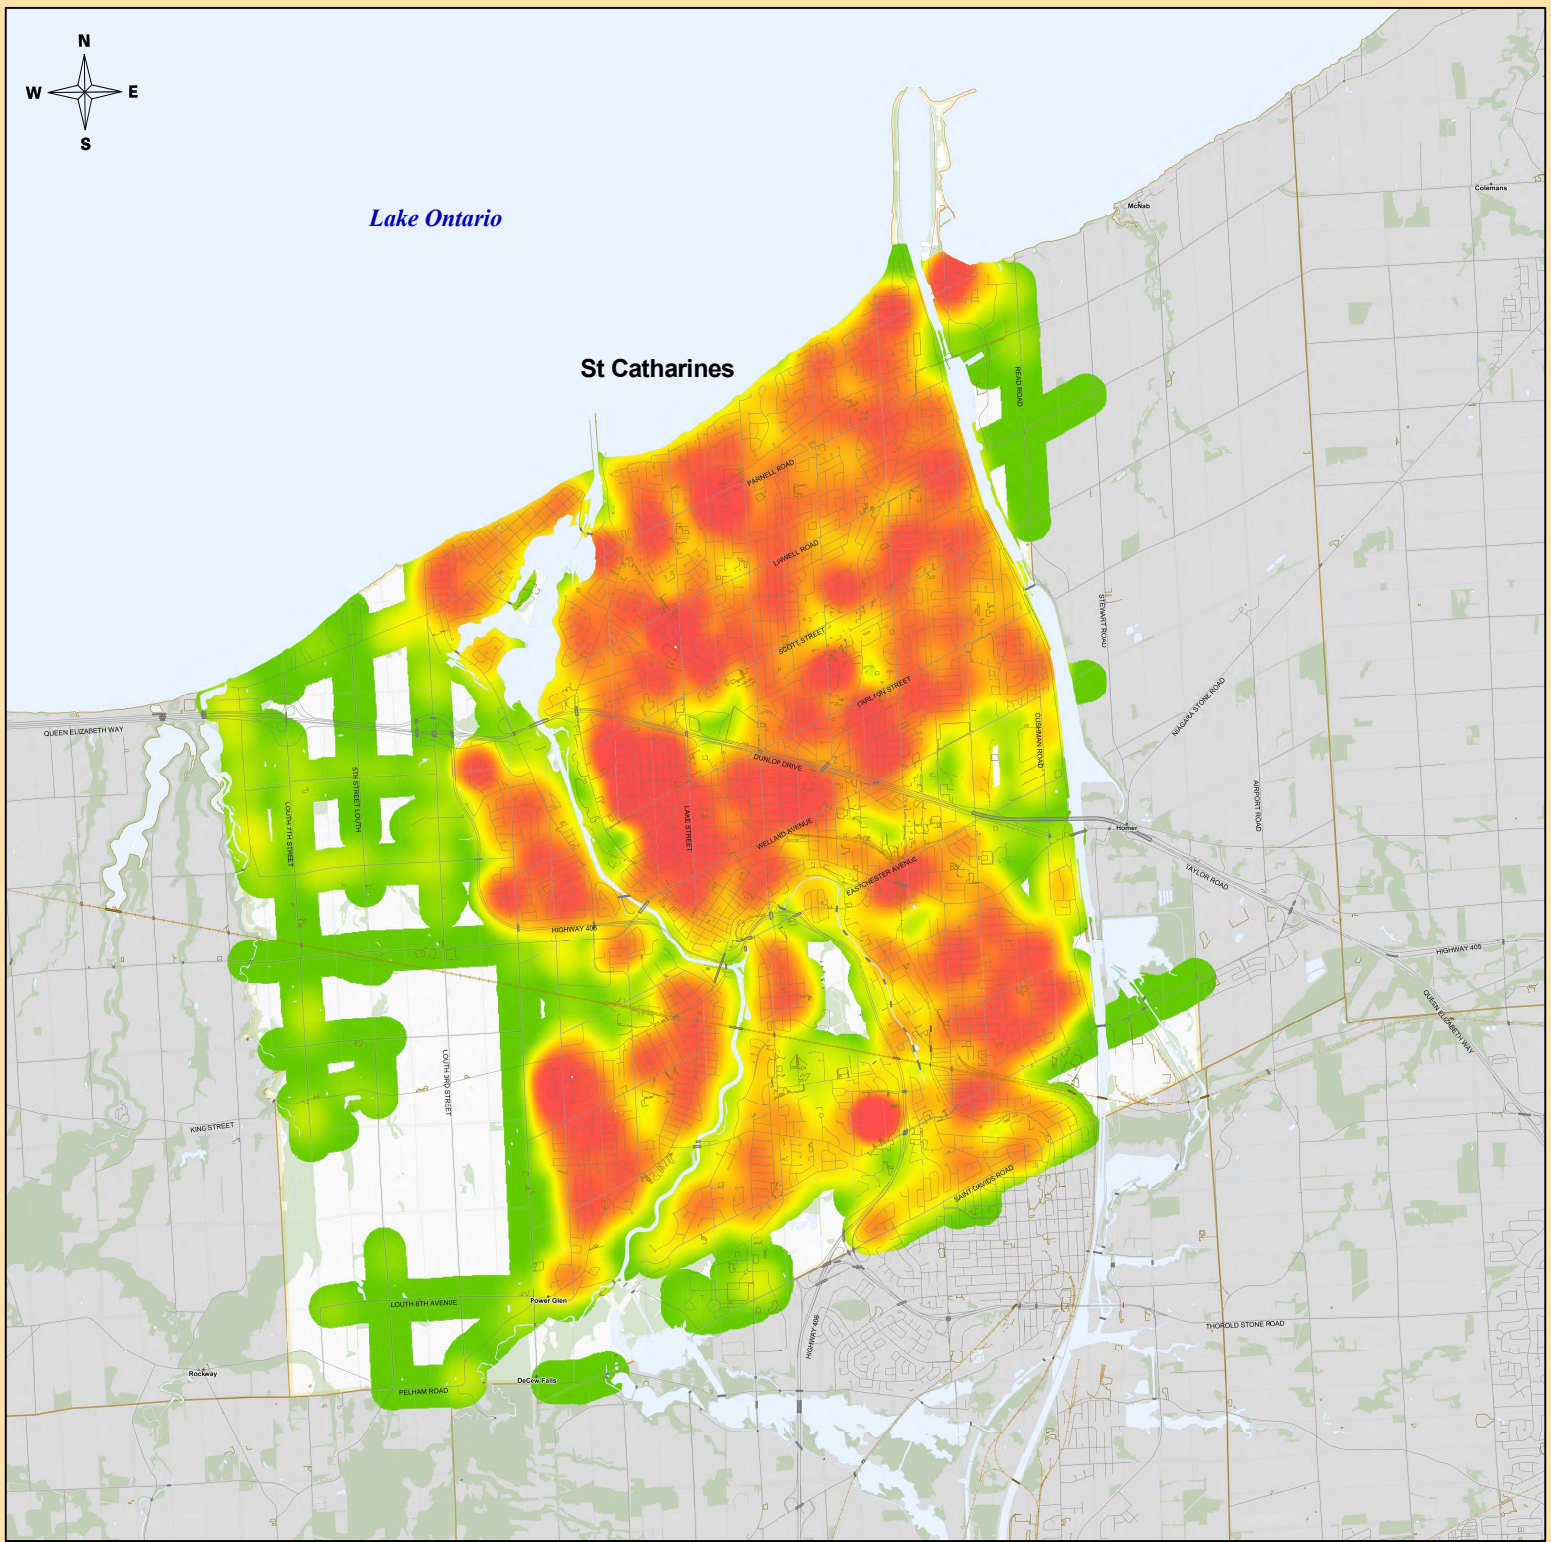 N
W E
S
Colemans
McNab
Lake Ontario
St Catharines
READ ROAD
PARNELL ROAD
LINWELL ROAD
STEWART ROAD
SCOTT STREET
CARLTON STREET
NIAGARA STONE ROAD
QUEEN ELIZABETH WAY
CUSHMAN ROAD
DUNLOP DRIVE
5TH STREET LOUTH
LOUTH 7TH STREET
LAKE STREET
AIRPORT ROAD
WELLAND AVENUE
Homer
EASTCHESTER AVENUE
TAYLOR ROAD
HIGHWAY 406
HIGHWAY 405
QUEEN ELIZABETH WAY
LOUTH 3RD STREET
KING STREET
SAINT DAVIDS ROAD
Power Glen
LOUTH 8TH AVENUE
HIGHWAY 406
THOROLD STONE ROAD
Rockway
DeCew Falls
PELHAM ROAD